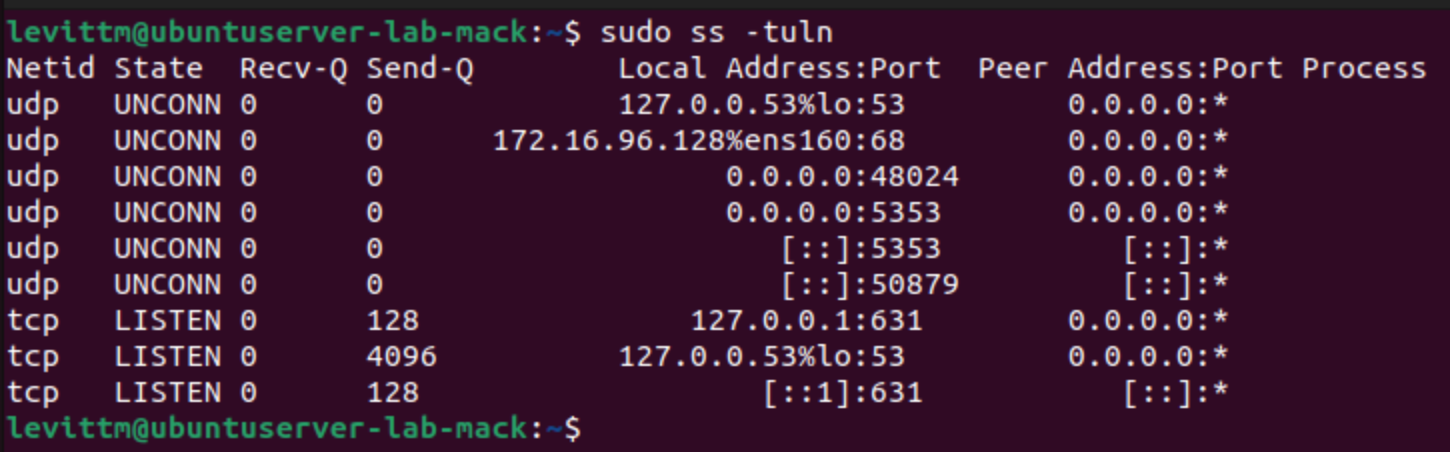 levittm@ubuntuserver-lab-mack:~$ sudo ss -tuln
Netid State  Recv-Q Send-Q        Local Address:Port  Peer Address:Port Process
udp   UNCONN 0      0             127.0.0.53%lo:53         0.0.0.0:*
udp   UNCONN 0      0      172.16.96.128%ens160:68         0.0.0.0:*
udp   UNCONN 0      0                   0.0.0.0:48024      0.0.0.0:*
udp   UNCONN 0      0                   0.0.0.0:5353       0.0.0.0:*
udp   UNCONN 0      0                      [::]:5353          [::]:*
udp   UNCONN 0      0                      [::]:50879         [::]:*
tcp   LISTEN 0      128               127.0.0.1:631        0.0.0.0:*
tcp   LISTEN 0      4096          127.0.0.53%lo:53         0.0.0.0:*
tcp   LISTEN 0      128                   [::1]:631           [::]:*
levittm@ubuntuserver-lab-mack:~$